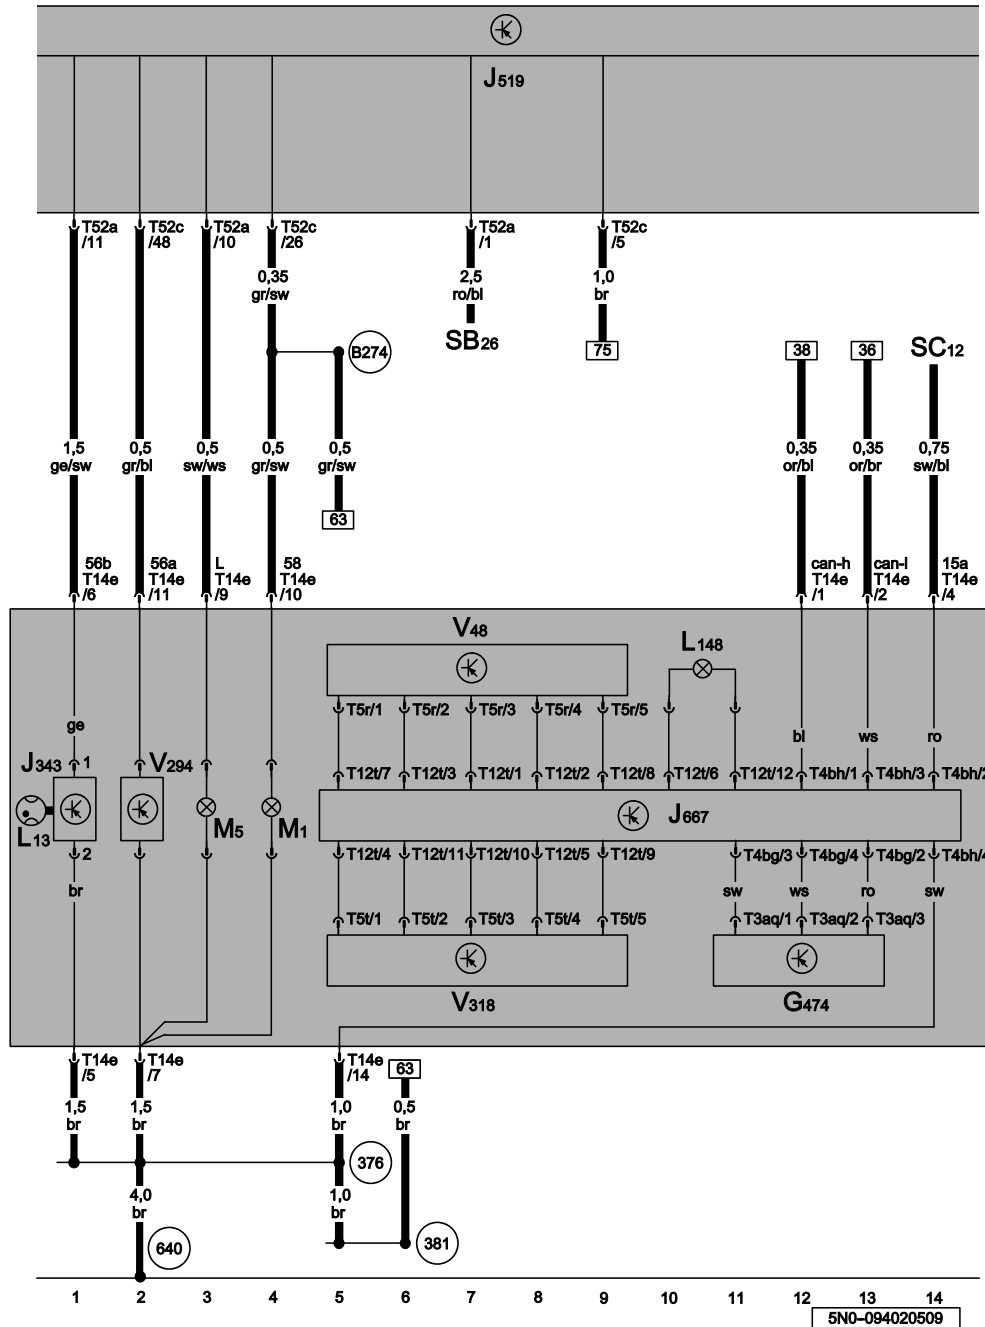 J519
T52a T52c T52a T52c T52a T52c
/11 /48 /10 /26 /1 /5
0,35 2,5 1,0
gr/sw ro/bl br
SB26
B274 75 38 36 SC12
1,5 0,5 0,5 0,5 0,5 0,35 0,35 0,75
ge/sw gr/bl sw/ws gr/sw gr/sw or/bl or/br sw/bl
63
56b 56a L 58 can-h can-l 15a
T14e T14e T14e T14e T14e T14e T14e
/6 /11 /9 /10 /1 /2 /4
V48
L148
T5r/1 T5r/2 T5r/3 T5r/4 T5r/5
ge bl ws ro
J343 1 V294
T12t/7 T12t/3 T12t/1 T12t/2 T12t/8 T12t/6 T12t/12 T4bh/1 T4bh/3 T4bh/2
J667
L13 M5 M1
2 T12t/4 T12t/11 T12t/10 T12t/5 T12t/9 T4bg/3 T4bg/4 T4bg/2 T4bh/4
br sw ws ro sw
T5t/1 T5t/2 T5t/3 T5t/4 T5t/5 T3aq/1 T3aq/2 T3aq/3
V318 G474
T14e T14e T14e 63
/5 /7 /14
1,5 1,5 1,0 0,5
br br br br
376
4,0 1,0
br br
640 381
1 2 3 4 5 6 7 8 9 10 11 12 13 14
5N0-094020509